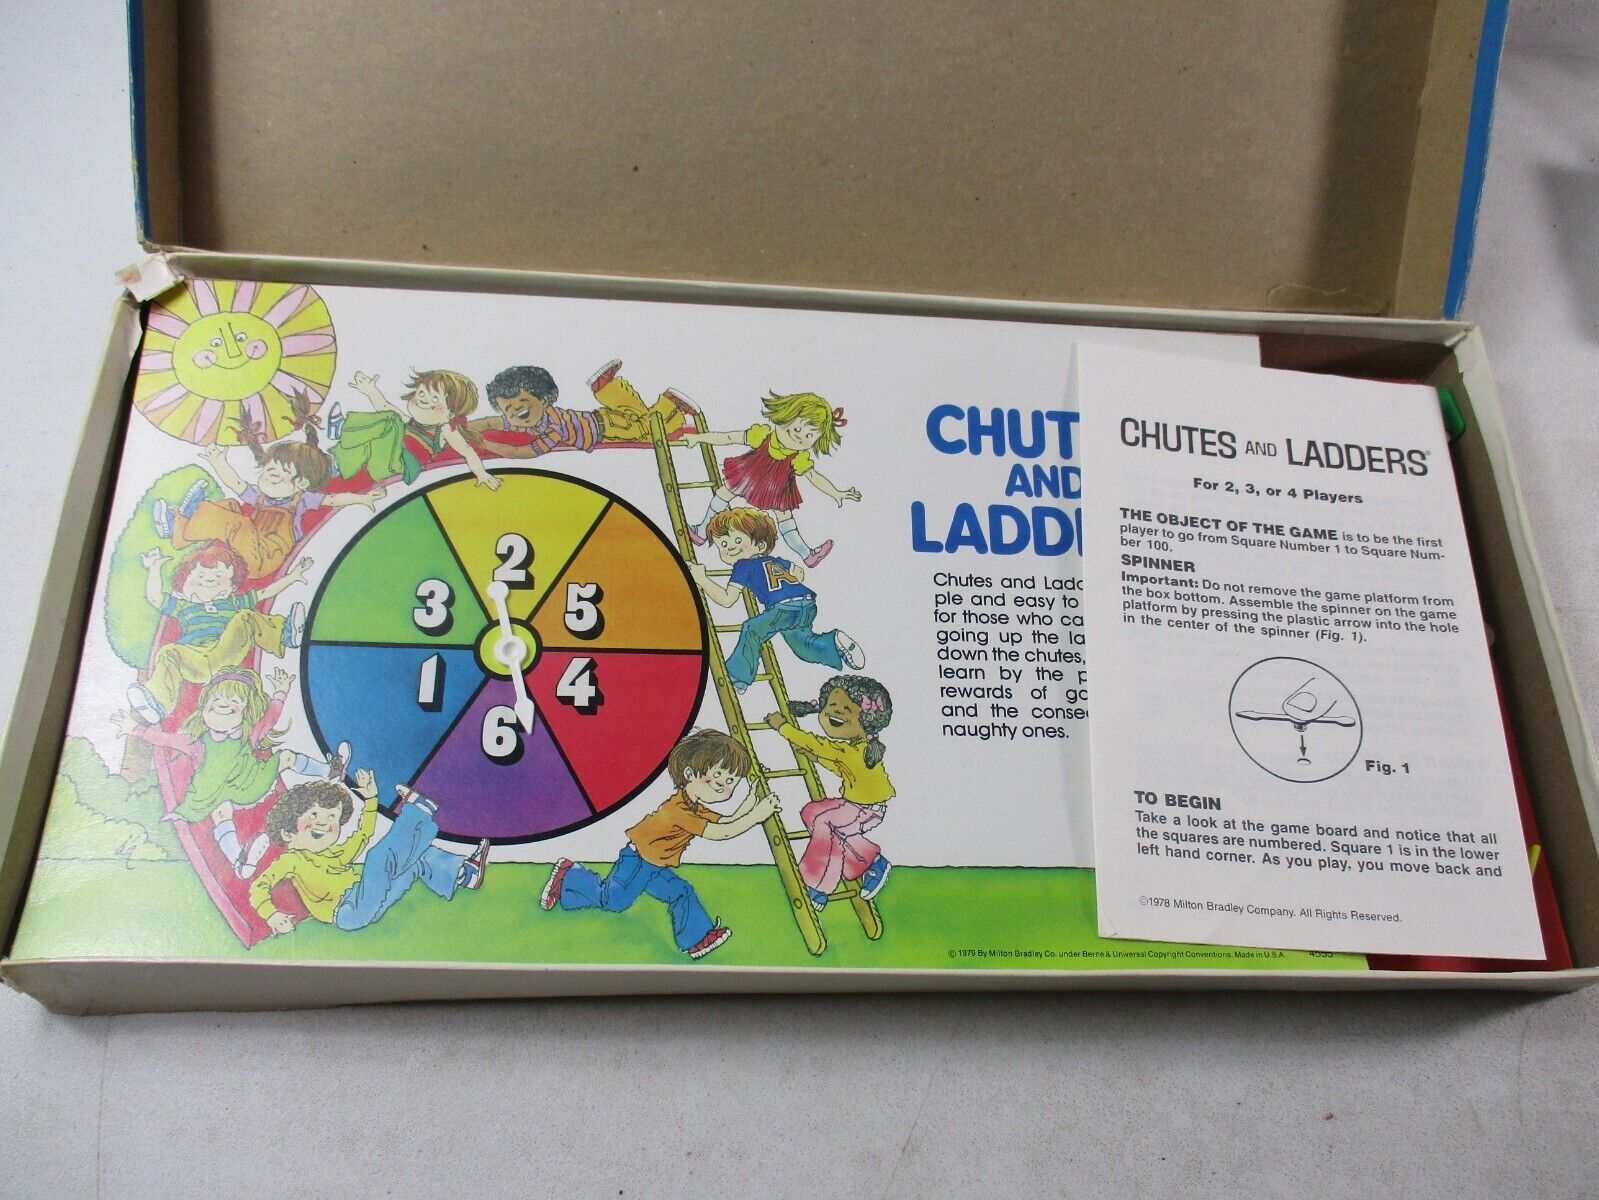 2
3
5
1
4
6
A
CHUT
AND
LADD
Chutes and Ladd
ple and easy to
for those who ca
going up the la
down the chutes,
learn by the p
rewards of go
and the conse
naughty ones.
© 1979 By Milton Bradley Co. under Berne & Universal Copyright Conventions. Made in U.S.A.
CHUTES AND LADDERS®
For 2, 3, or 4 Players
THE OBJECT OF THE GAME is to be the first
player to go from Square Number 1 to Square Num-
ber 100.
SPINNER
Important: Do not remove the game platform from
the box bottom. Assemble the spinner on the game
platform by pressing the plastic arrow into the hole
in the center of the spinner (Fig. 1).
Fig. 1
TO BEGIN
Take a look at the game board and notice that all
the squares are numbered. Square 1 is in the lower
left hand corner. As you play, you move back and
©1978 Milton Bradley Company. All Rights Reserved.